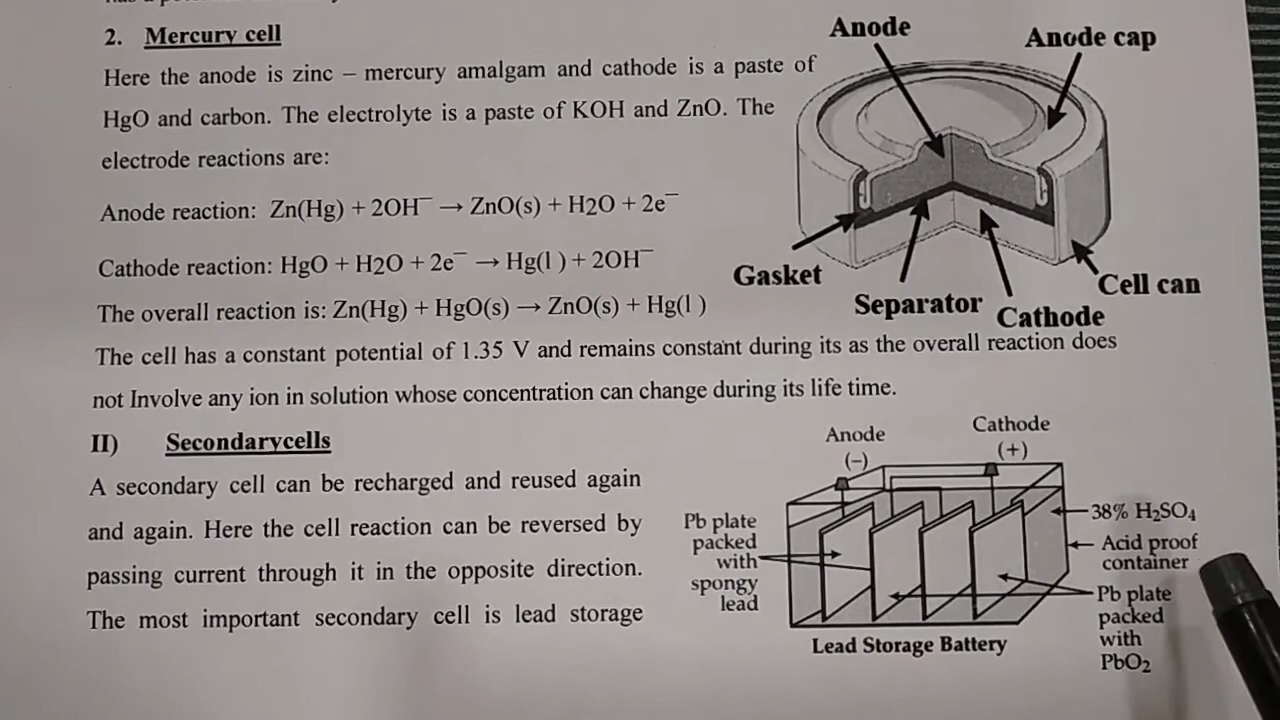 2. Mercury cell
Here the anode is zinc – mercury amalgam and cathode is a paste of
HgO and carbon. The electrolyte is a paste of KOH and ZnO. The
electrode reactions are:
Anode reaction: Zn(Hg) + 2OH⁻ → ZnO(s) + H2O + 2e⁻
Cathode reaction: HgO + H2O + 2e⁻ → Hg(l ) + 2OH⁻
The overall reaction is: Zn(Hg) + HgO(s) → ZnO(s) + Hg(l )
Anode
Anode cap
Gasket
Separator
Cathode
Cell can
The cell has a constant potential of 1.35 V and remains constant during its as the overall reaction does
not Involve any ion in solution whose concentration can change during its life time.
II) Secondarycells
A secondary cell can be recharged and reused again
and again. Here the cell reaction can be reversed by
passing current through it in the opposite direction.
The most important secondary cell is lead storage
Anode
(–)
Cathode
(+)
Pb plate
packed
with
spongy
lead
38% H₂SO₄
Acid proof
container
Pb plate
packed
with
PbO₂
Lead Storage Battery